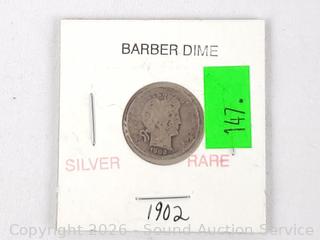 BARBER DIME
147.
SILVER RARE
1902
Copyright 2026 - Sound Auction Service